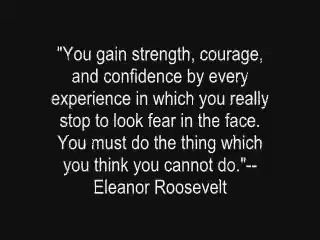 "You gain strength, courage,
and confidence by every
experience in which you really
stop to look fear in the face.
You must do the thing which
you think you cannot do."--
Eleanor Roosevelt